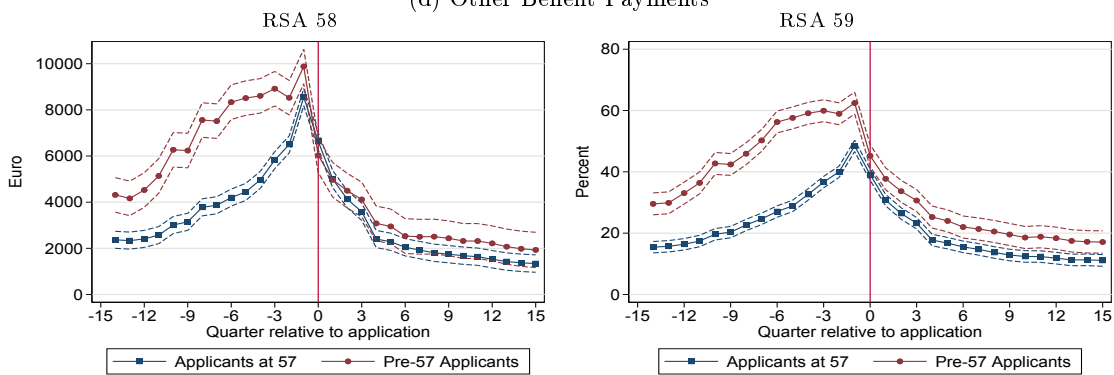 (d) Other Benefit Payments
RSA 58
RSA 59
10000
8000
6000
4000
2000
0
Euro
-15 -12 -9 -6 -3 0 3 6 9 12 15
Quarter relative to application
Applicants at 57 Pre-57 Applicants
80
60
40
20
0
Percent
-15 -12 -9 -6 -3 0 3 6 9 12 15
Quarter relative to application
Applicants at 57 Pre-57 Applicants